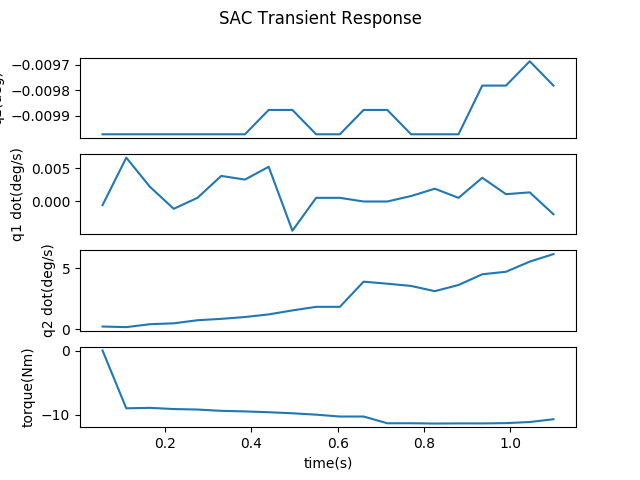 SAC Transient Response
−0.0097
−0.0098
−0.0099
q1 dot(deg/s)
0.005
0.000
q2 dot(deg/s)
5
0
torque(Nm)
0
−10
0.2 0.4 0.6 0.8 1.0
time(s)